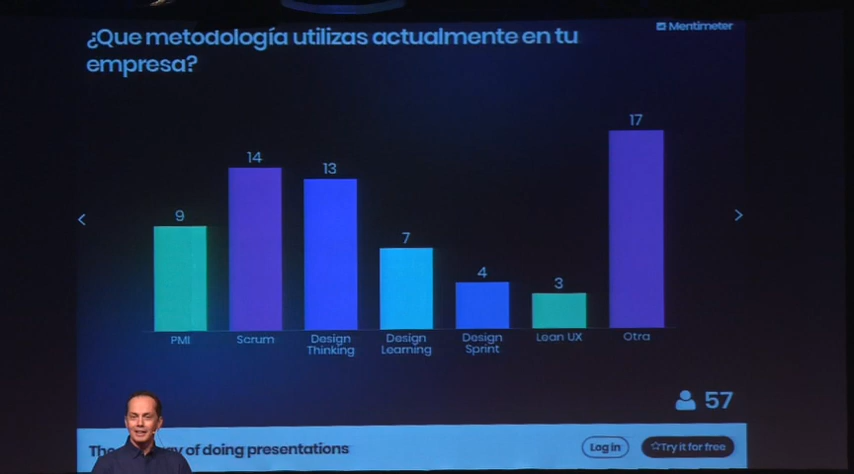 ¿Que metodología utilizas actualmente en tu
empresa?
Mentimeter
9
14
13
7
4
3
17
PMI
Scrum
Design
Thinking
Design
Learning
Design
Sprint
Lean UX
Otra
57
The
y of doing presentations
Log in
Try it for free